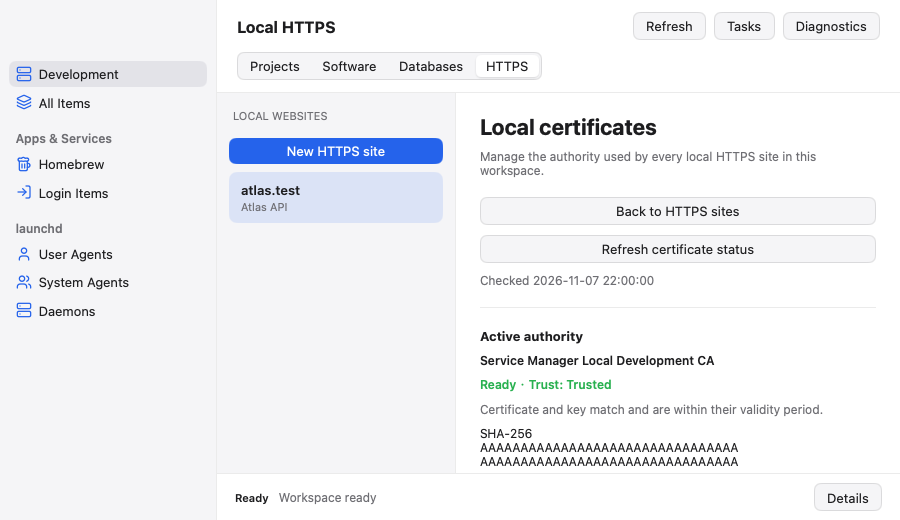 Development
All Items
Apps & Services
Homebrew
Login Items
launchd
User Agents
System Agents
Daemons
Local HTTPS
Refresh
Tasks
Diagnostics
Projects
Software
Databases
HTTPS
LOCAL WEBSITES
New HTTPS site
atlas.test
Atlas API
Local certificates
Manage the authority used by every local HTTPS site in this
workspace.
Back to HTTPS sites
Refresh certificate status
Checked 2026-11-07 22:00:00
Active authority
Service Manager Local Development CA
Ready · Trust: Trusted
Certificate and key match and are within their validity period.
SHA-256
AAAAAAAAAAAAAAAAAAAAAAAAAAAAAAAA
AAAAAAAAAAAAAAAAAAAAAAAAAAAAAAAA
Ready
Workspace ready
Details